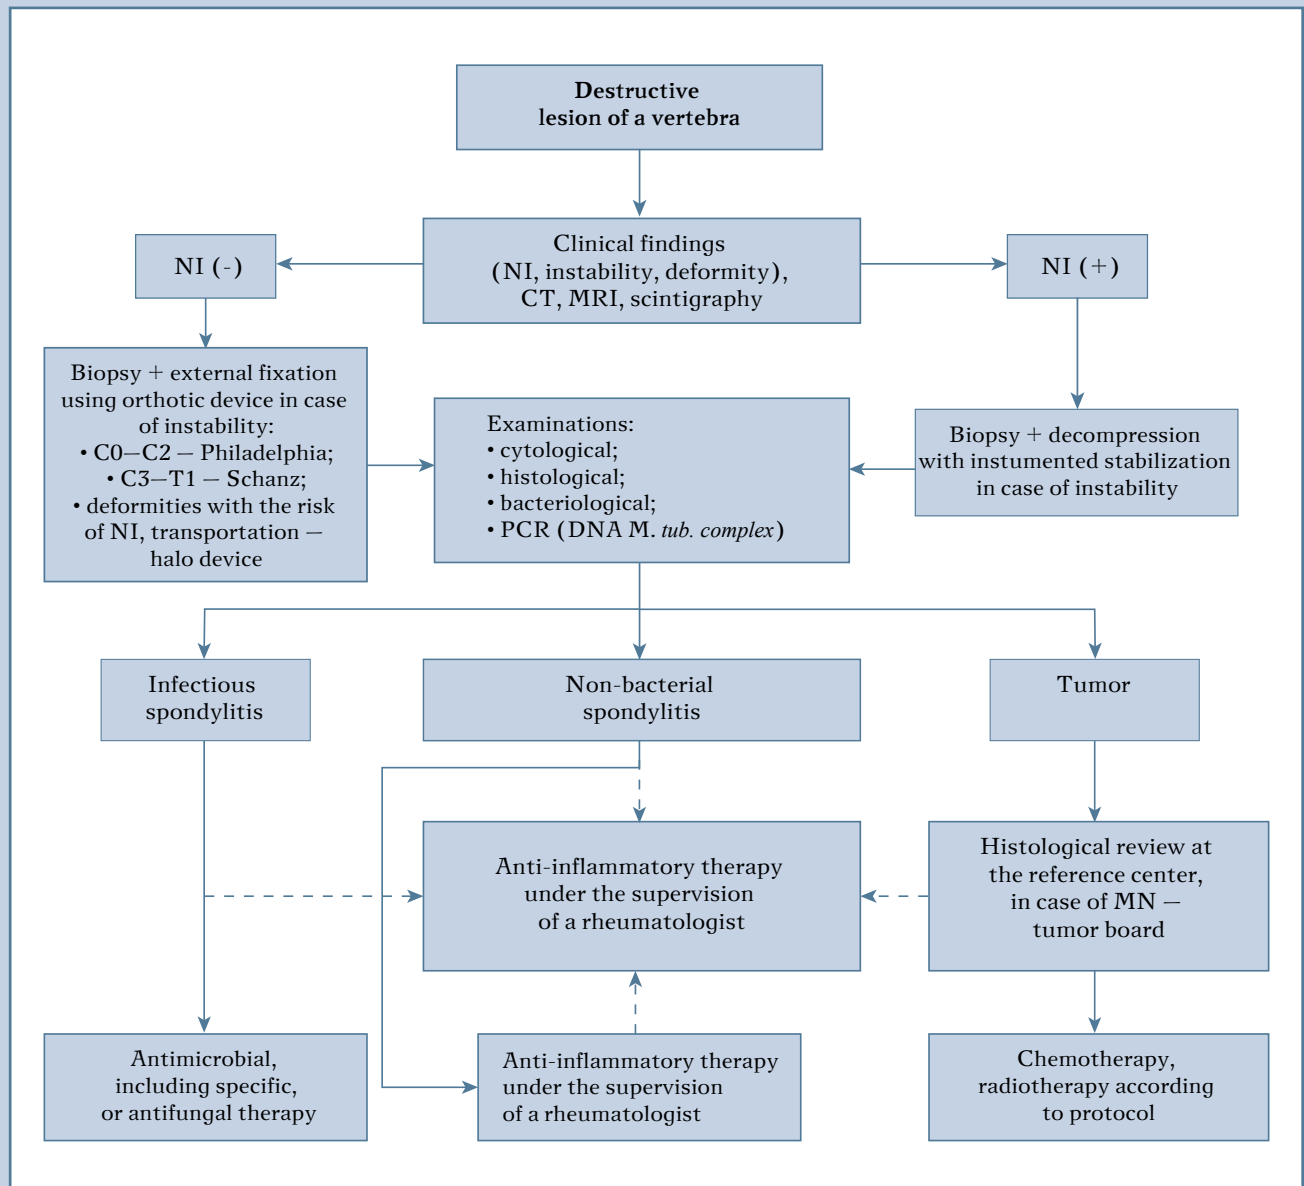 Destructive
lesion of a vertebra
NI (-)
Clinical findings
(NI, instability, deformity),
CT, MRI, scintigraphy
NI (+)
Biopsy + external fixation
using orthotic device in case
of instability:
• C0–C2 – Philadelphia;
• C3–T1 – Schanz;
• deformities with the risk
of NI, transportation –
halo device
Examinations:
• cytological;
• histological;
• bacteriological;
• PCR (DNA M. tub. complex)
Biopsy + decompression
with instumented stabilization
in case of instability
Infectious
spondylitis
Non-bacterial
spondylitis
Tumor
Anti-inflammatory therapy
under the supervision
of a rheumatologist
Histological review at
the reference center,
in case of MN –
tumor board
Antimicrobial,
including specific,
or antifungal therapy
Anti-inflammatory therapy
under the supervision
of a rheumatologist
Chemotherapy,
radiotherapy according
to protocol